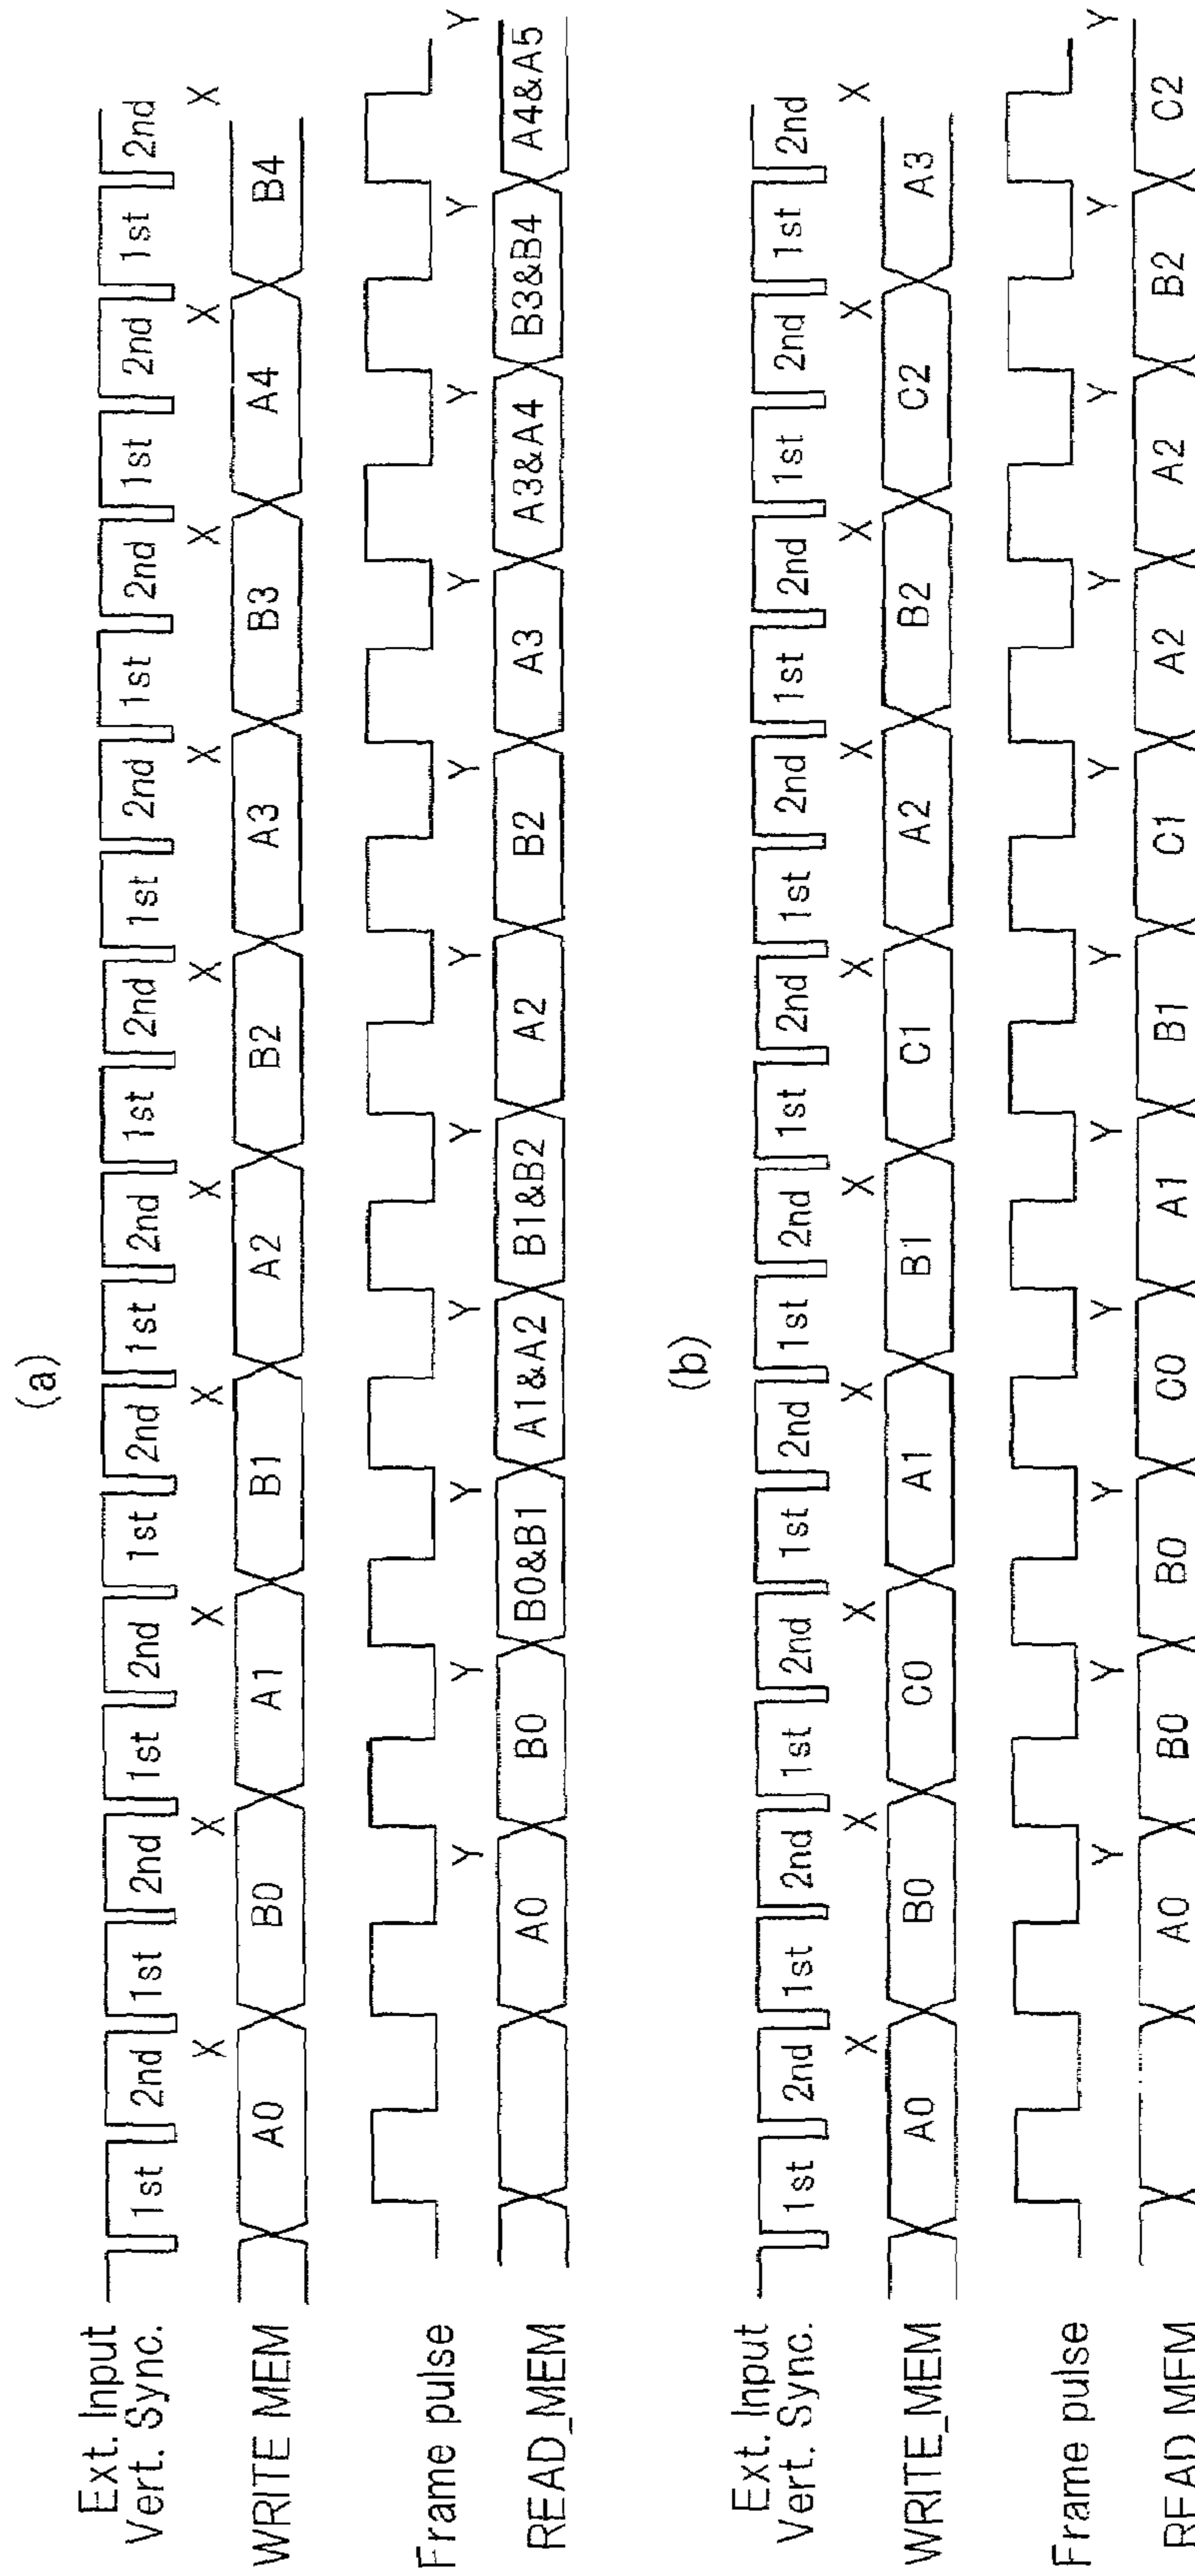 (a)
Ext. Input
Vert. Sync.
1st 2nd 1st 2nd 1st 2nd 1st 2nd 1st 2nd 1st 2nd 1st 2nd 1st 2nd 1st 2nd 1st 2nd
X X X X X X X X X X
WRITE MEM A0 B0 A1 B1 A2 B2 A3 B3 A4 B4
Frame pulse
Y Y Y Y Y Y Y Y Y Y Y
READ_MEM A0 B0 B0&B1 A1&A2 B1&B2 A2 B2 A3 A3&A4 B3&B4 A4&A5
(b)
Ext. Input
Vert. Sync.
1st 2nd 1st 2nd 1st 2nd 1st 2nd 1st 2nd 1st 2nd 1st 2nd 1st 2nd 1st 2nd 1st 2nd
X X X X X X X X X X
WRITE_MEM A0 B0 C0 A1 B1 C1 A2 B2 C2 A3
Frame pulse
Y Y Y Y Y Y Y Y Y Y Y
READ_MEM A0 B0 B0 C0 A1 B1 C1 A2 A2 B2 C2